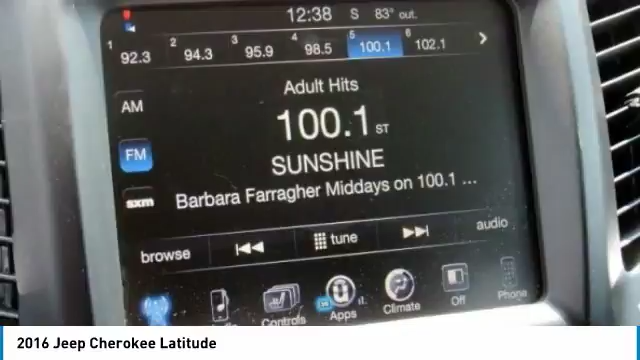 12:38 S 83° out.
1 92.3 2 94.3 3 95.9 4 98.5 5 100.1 6 102.1
Adult Hits
AM
100.1 ST
FM
SUNSHINE
sxm
Barbara Farragher Middays on 100.1 ...
browse tune audio
Controls Apps Climate Off Phone
2016 Jeep Cherokee Latitude